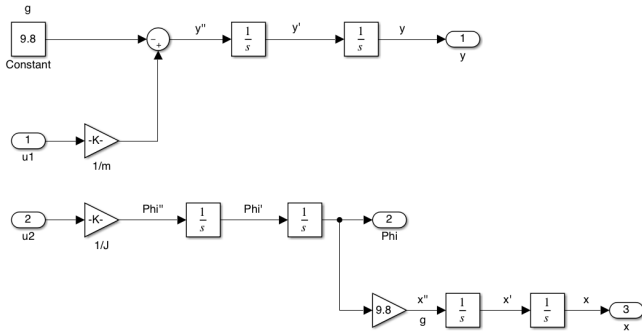 g
9.8
Constant
-
+
y''
1
s
y'
1
s
y
1
y
1
u1
-K-
1/m
2
u2
-K-
1/J
Phi''
1
s
Phi'
1
s
2
Phi
9.8
g
x''
1
s
x'
1
s
x
3
x